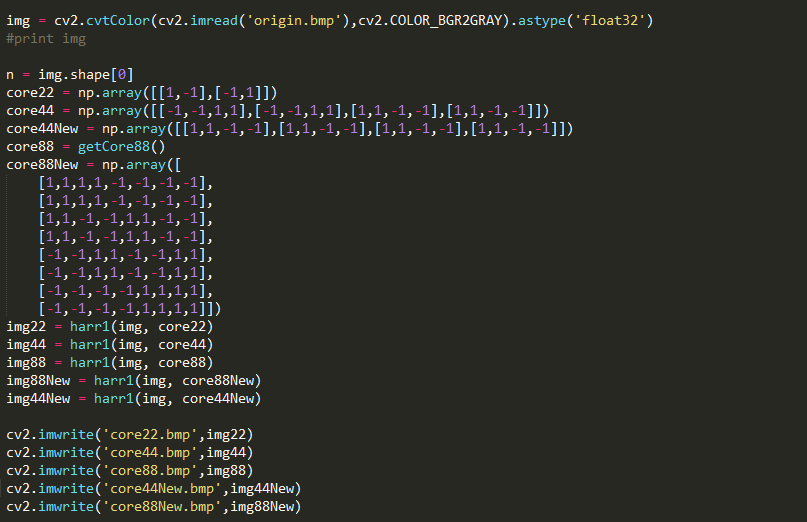 img = cv2.cvtColor(cv2.imread('origin.bmp'),cv2.COLOR_BGR2GRAY).astype('float32')
#print img
n = img.shape[0]
core22 = np.array([[1,-1],[-1,1]])
core44 = np.array([[-1,-1,1,1],[-1,-1,1,1],[1,1,-1,-1],[1,1,-1,-1]])
core44New = np.array([[1,1,-1,-1],[1,1,-1,-1],[1,1,-1,-1],[1,1,-1,-1]])
core88 = getCore88()
core88New = np.array([
    [1,1,1,1,-1,-1,-1,-1],
    [1,1,1,1,-1,-1,-1,-1],
    [1,1,-1,-1,1,1,-1,-1],
    [1,1,-1,-1,1,1,-1,-1],
    [-1,-1,1,1,-1,-1,1,1],
    [-1,-1,1,1,-1,-1,1,1],
    [-1,-1,-1,-1,1,1,1,1],
    [-1,-1,-1,-1,1,1,1,1]])
img22 = harr1(img, core22)
img44 = harr1(img, core44)
img88 = harr1(img, core88)
img88New = harr1(img, core88New)
img44New = harr1(img, core44New)
cv2.imwrite('core22.bmp',img22)
cv2.imwrite('core44.bmp',img44)
cv2.imwrite('core88.bmp',img88)
cv2.imwrite('core44New.bmp',img44New)
cv2.imwrite('core88New.bmp',img88New)